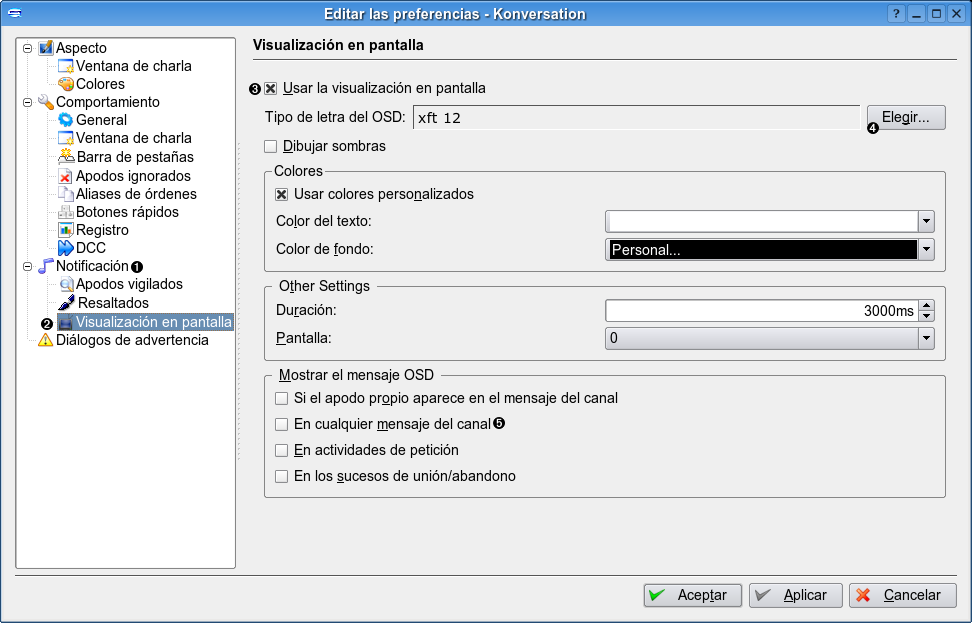 Editar las preferencias - Konversation
Aspecto
Ventana de charla
Colores
Comportamiento
General
Ventana de charla
Barra de pestañas
Apodos ignorados
Aliases de órdenes
Botones rápidos
Registro
DCC
Notificación ❶
Apodos vigilados
Resaltados
❷ Visualización en pantalla
Diálogos de advertencia
Visualización en pantalla
❸ Usar la visualización en pantalla
Tipo de letra del OSD: xft 12 Elegir...
❹
Dibujar sombras
Colores
Usar colores personalizados
Color del texto:
Color de fondo: Personal...
Other Settings
Duración: 3000ms
Pantalla: 0
Mostrar el mensaje OSD
Si el apodo propio aparece en el mensaje del canal
En cualquier mensaje del canal ❺
En actividades de petición
En los sucesos de unión/abandono
Aceptar Aplicar Cancelar